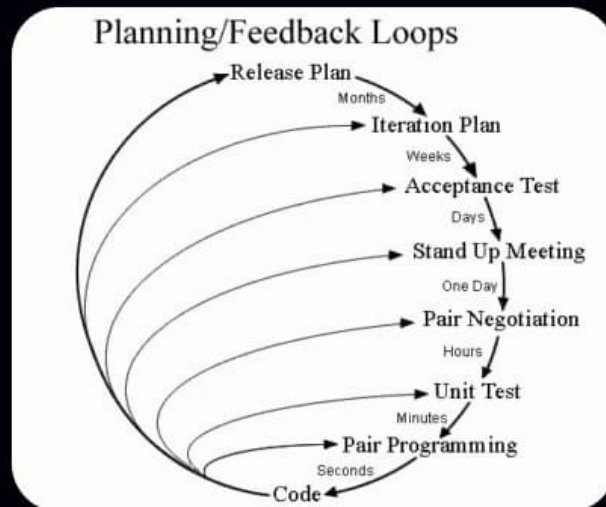 Planning/Feedback Loops
Release Plan
Months
Iteration Plan
Weeks
Acceptance Test
Days
Stand Up Meeting
One Day
Pair Negotiation
Hours
Unit Test
Minutes
Pair Programming
Seconds
Code